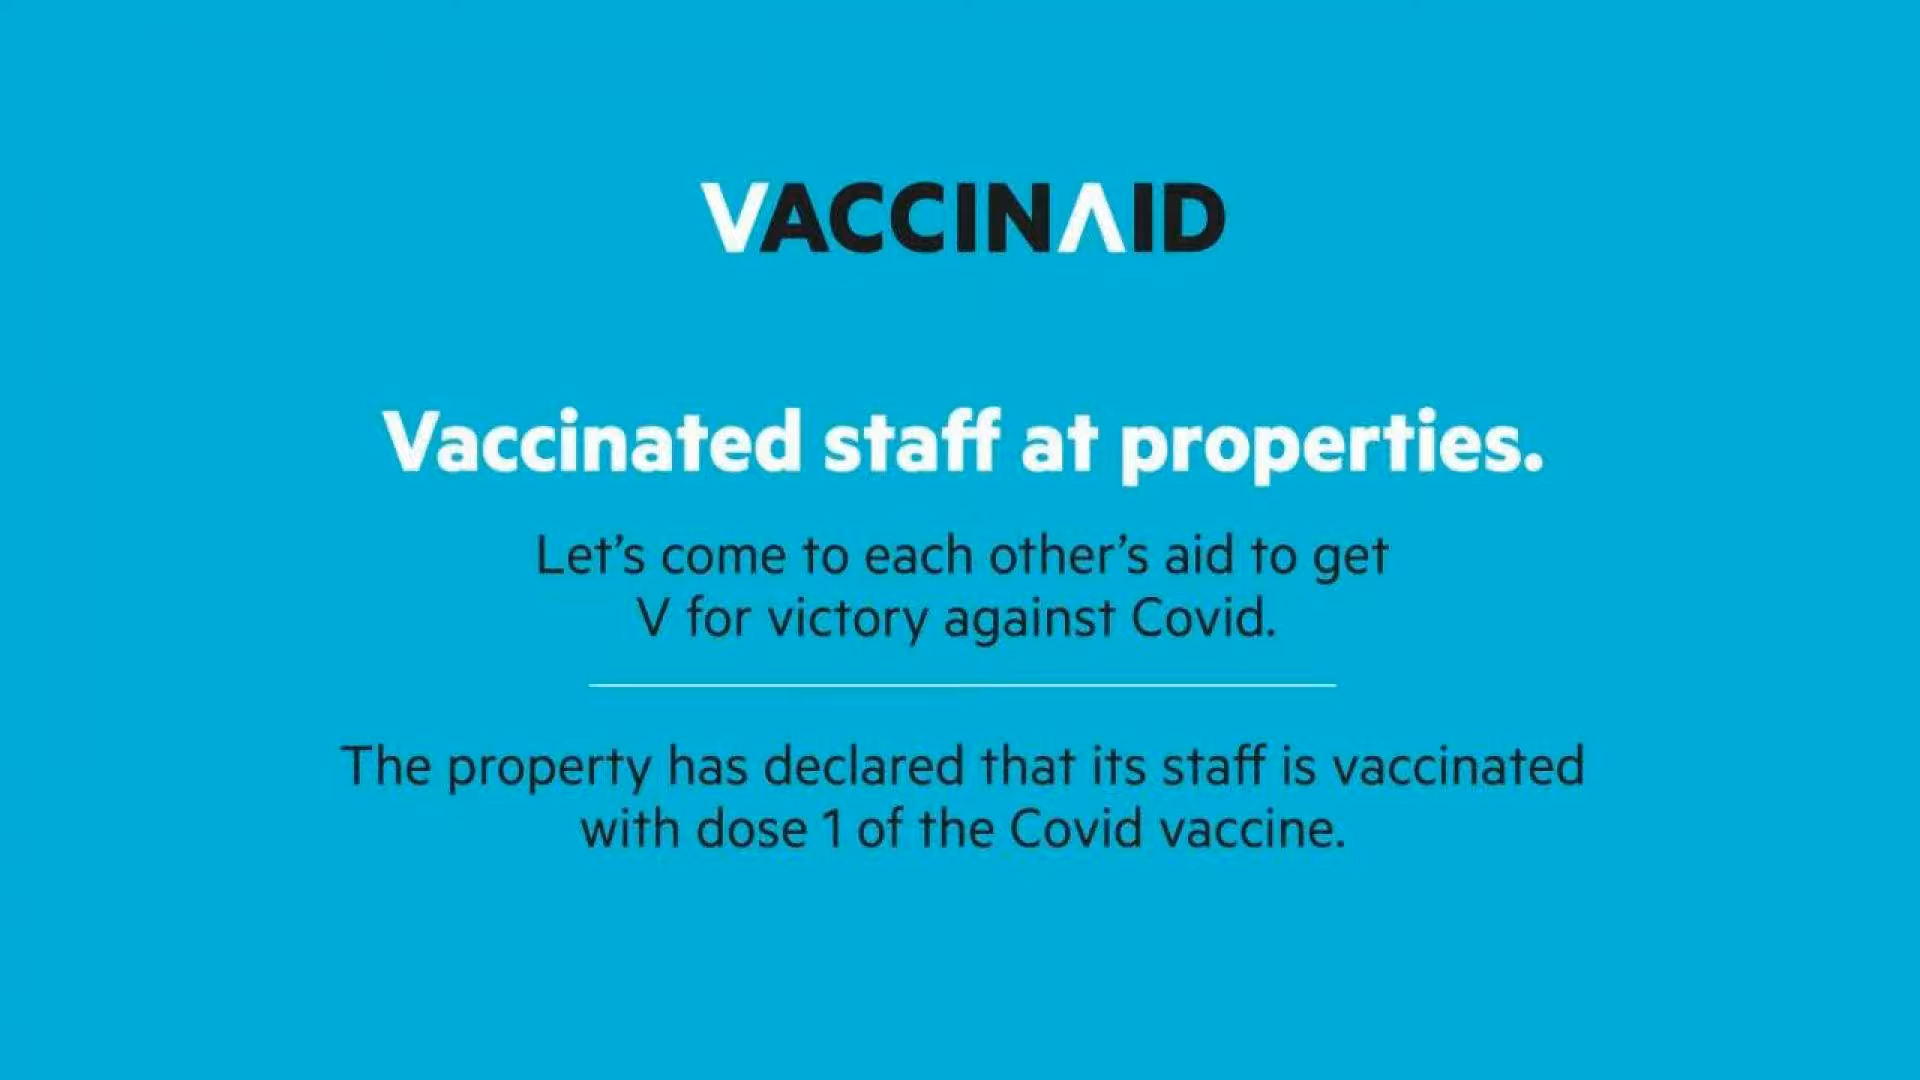 VACCINAID
Vaccinated staff at properties.
Let’s come to each other’s aid to get
V for victory against Covid.
The property has declared that its staff is vaccinated
with dose 1 of the Covid vaccine.